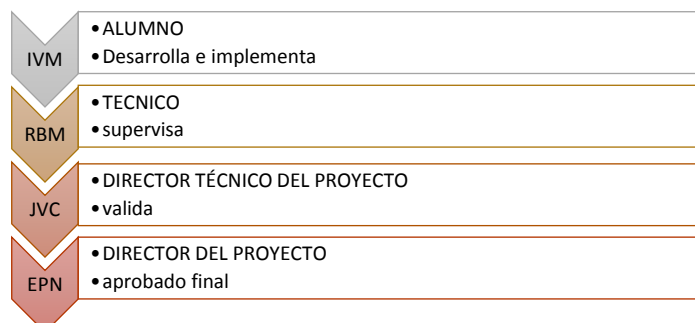 IVM
•ALUMNO
•Desarrolla e implementa
RBM
•TECNICO
•supervisa
JVC
•DIRECTOR TÉCNICO DEL PROYECTO
•valida
EPN
•DIRECTOR DEL PROYECTO
•aprobado final